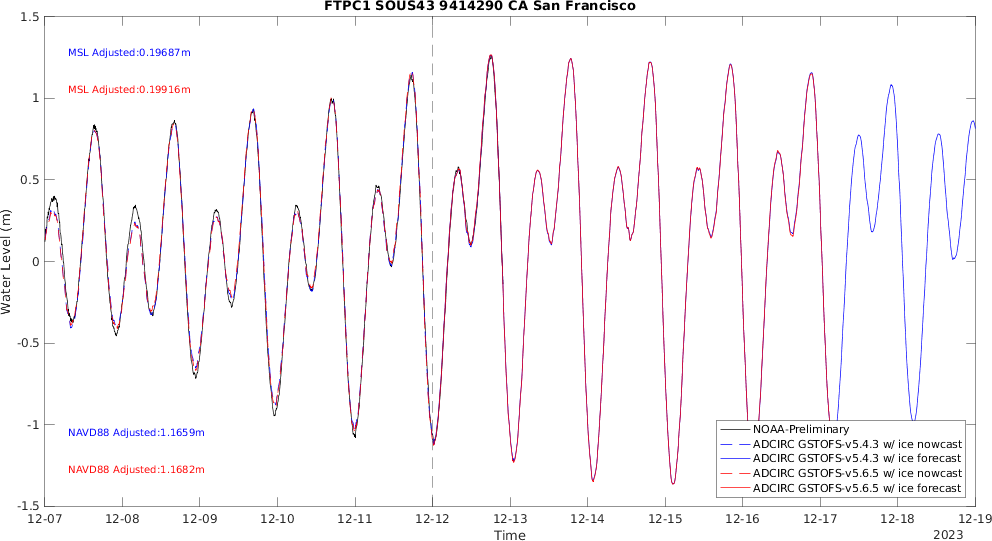 FTPC1 SOUS43 9414290 CA San Francisco
1.5
1
0.5
0
-0.5
-1
-1.5
Water Level (m)
MSL Adjusted:0.19687m
MSL Adjusted:0.19916m
NAVD88 Adjusted:1.1659m
NAVD88 Adjusted:1.1682m
NOAA-Preliminary
ADCIRC GSTOFS-v5.4.3 w/ ice nowcast
ADCIRC GSTOFS-v5.4.3 w/ ice forecast
ADCIRC GSTOFS-v5.6.5 w/ ice nowcast
ADCIRC GSTOFS-v5.6.5 w/ ice forecast
12-07 12-08 12-09 12-10 12-11 12-12 12-13 12-14 12-15 12-16 12-17 12-18 12-19
Time
2023